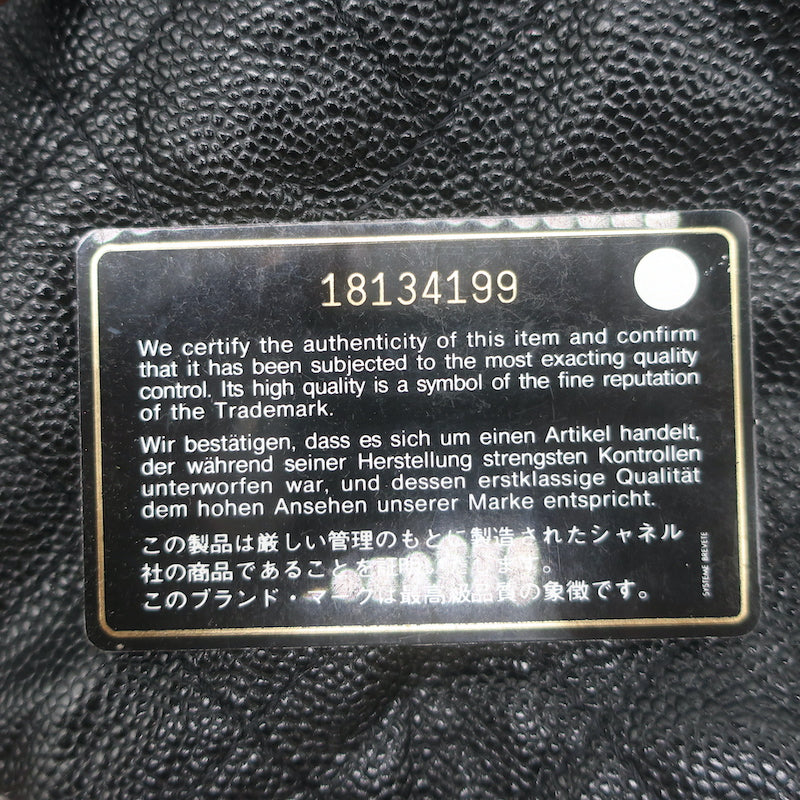 18134199
We certify the authenticity of this item and confirm
that it has been subjected to the most exacting quality
control. Its high quality is a symbol of the fine reputation
of the Trademark.
Wir bestätigen, dass es sich um einen Artikel handelt,
der während seiner Herstellung strengsten Kontrollen
unterworfen war, und dessen erstklassige Qualität
dem hohen Ansehen unserer Marke entspricht.
この製品は厳しい管理のもとに製造されたシャネル
社の商品であることを証明します。
このブランド・マークは最高級品質の象徴です。
SYSTEME BREVETE